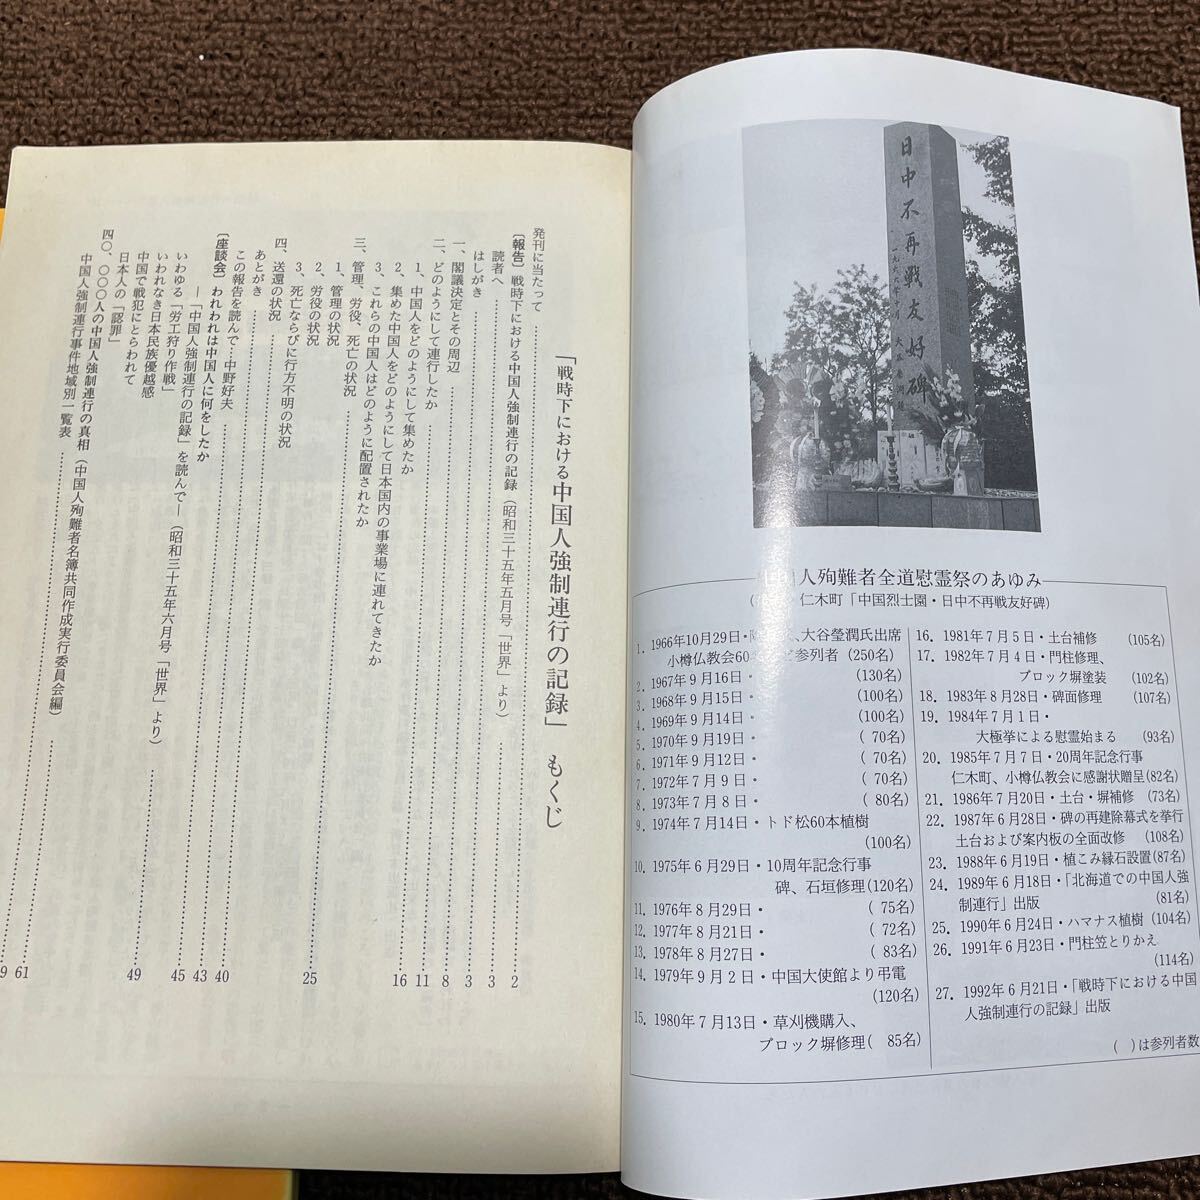 「戦時下における中国人強制連行の記録」　もくじ
発刊に当たって……2
〔報告〕戦時下における中国人強制連行の記録（昭和三十五年五月号「世界」より）
読者へ……3
はしがき……3
一、閣議決定とその周辺……8
二、どのようにして連行したか
1、中国人をどのようにして集めたか……11
2、集めた中国人をどのようにして日本国内の事業場に連れてきたか……16
3、これらの中国人はどのように配置されたか
三、管理、労役、死亡の状況
1、管理の状況
2、労役の状況
3、死亡ならびに行方不明の状況……25
四、送還の状況
あとがき
この報告を読んで…中野好夫……40
〔座談会〕われわれは中国人に何をしたか
―「中国人強制連行の記録」を読んで―（昭和三十五年六月号「世界」より）……43
いわゆる「労工狩り作戦」……45
いわれなき日本民族優越感
中国で戦犯にとらわれて……49
日本人の「認罪」
四〇、〇〇〇人の中国人強制連行の真相（中国人殉難者名簿共同作成実行委員会編）
中国人強制連行事件地域別一覧表……61
日中不再戦友好碑
人殉難者全道慰霊祭のあゆみ
仁木町「中国烈士園・日中不再戦友好碑）
1．1966年10月29日・、大谷瑩潤氏出席
小樽仏教会60 参列者（250名）
2．1967年9月16日・（130名）
3．1968年9月15日・（100名）
4．1969年9月14日・（100名）
5．1970年9月19日・（70名）
6．1971年9月12日・（70名）
7．1972年7月9日・（70名）
8．1973年7月8日・（80名）
9．1974年7月14日・トド松60本植樹
（100名）
10．1975年6月29日・10周年記念行事
碑、石垣修理（120名）
11．1976年8月29日・（75名）
12．1977年8月21日・（72名）
13．1978年8月27日・（83名）
14．1979年9月2日・中国大使館より弔電
（120名）
15．1980年7月13日・草刈機購入、
ブロック塀修理（85名）
16．1981年7月5日・土台補修（105名）
17．1982年7月4日・門柱修理、
ブロック塀塗装（102名）
18．1983年8月28日・碑面修理（107名）
19．1984年7月1日・
大極拳による慰霊始まる（93名）
20．1985年7月7日・20周年記念行事
仁木町、小樽仏教会に感謝状贈呈（82名）
21．1986年7月20日・土台・塀補修（73名）
22．1987年6月28日・碑の再建除幕式を挙行
土台および案内板の全面改修（108名）
23．1988年6月19日・植こみ縁石設置（87名）
24．1989年6月18日・「北海道での中国人強
制連行」出版（81名）
25．1990年6月24日・ハマナス植樹（104名）
26．1991年6月23日・門柱笠とりかえ
（114名）
27．1992年6月21日・「戦時下における中国
人強制連行の記録」出版
（　）は参列者数